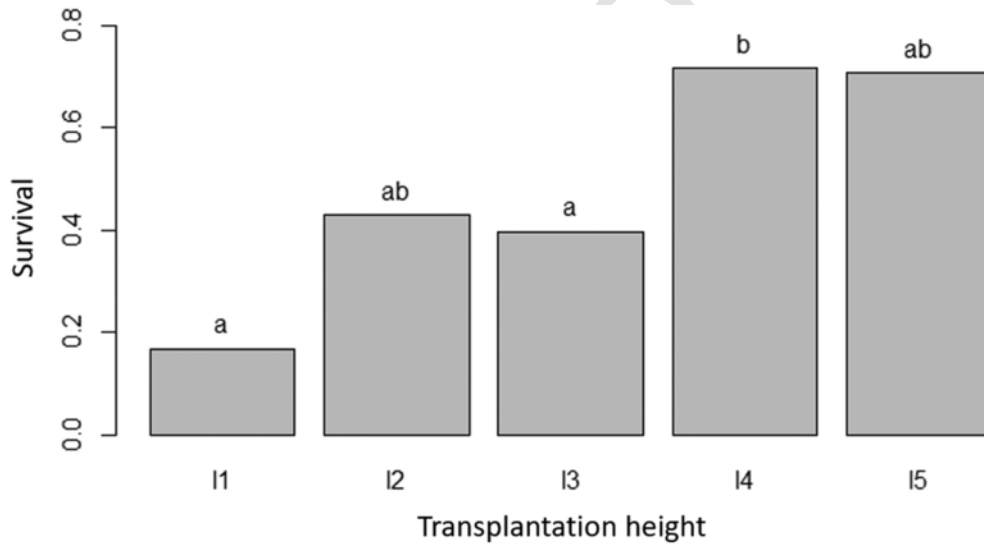 Survival
0.8
0.6
0.4
0.2
0.0
a
ab
a
b
ab
l1
l2
l3
l4
l5
Transplantation height